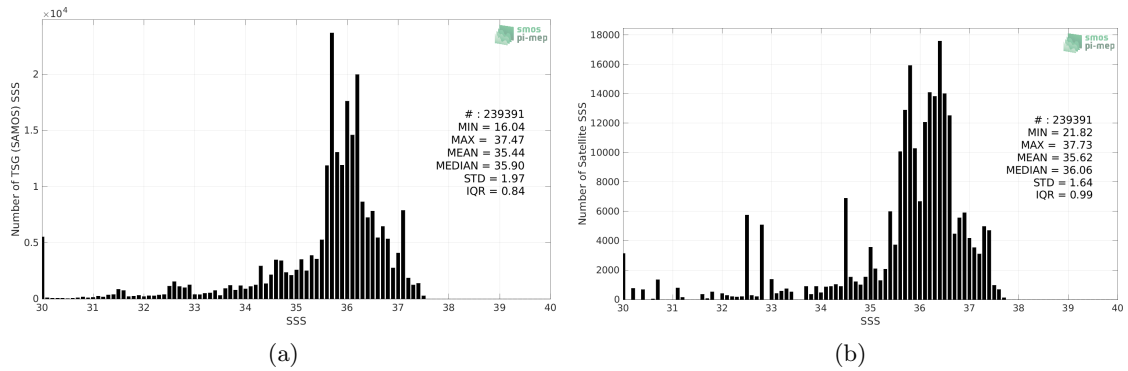 ×10⁴
smos
pi-mep
2
1.5
1
0.5
0
Number of TSG (SAMOS) SSS
# : 239391
MIN = 16.04
MAX = 37.47
MEAN = 35.44
MEDIAN = 35.90
STD = 1.97
IQR = 0.84
30 31 32 33 34 35 36 37 38 39 40
SSS
(a)
smos
pi-mep
18000
16000
14000
12000
10000
8000
6000
4000
2000
0
Number of Satellite SSS
# : 239391
MIN = 21.82
MAX = 37.73
MEAN = 35.62
MEDIAN = 36.06
STD = 1.64
IQR = 0.99
30 31 32 33 34 35 36 37 38 39 40
SSS
(b)